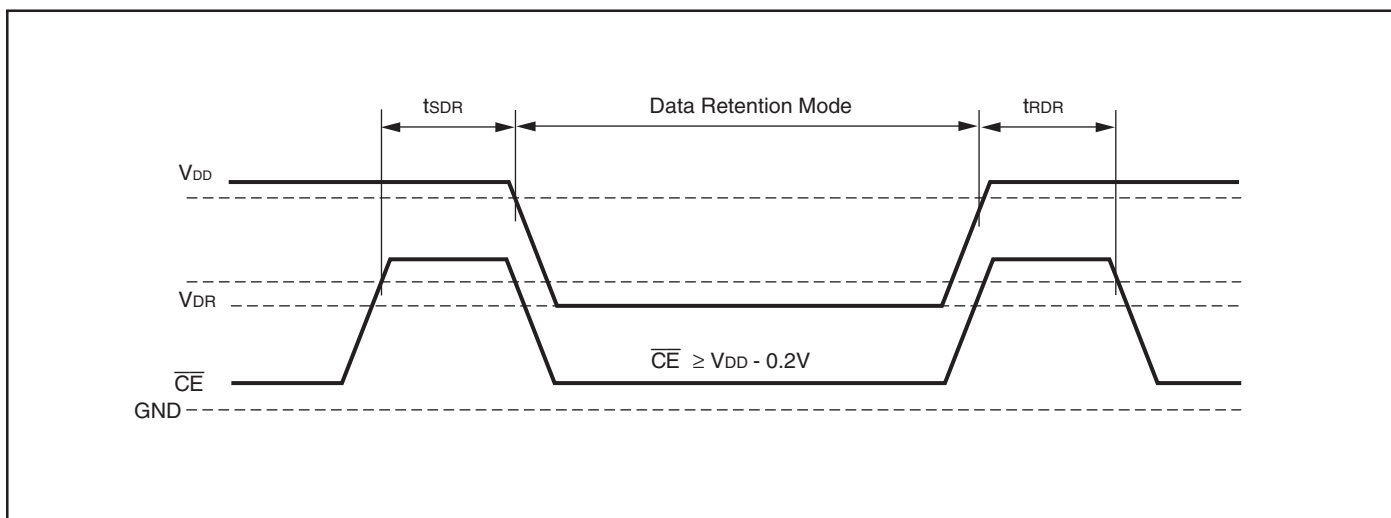 tSDR Data Retention Mode tRDR
VDD
VDR
CE ≥ VDD - 0.2V
CE
GND